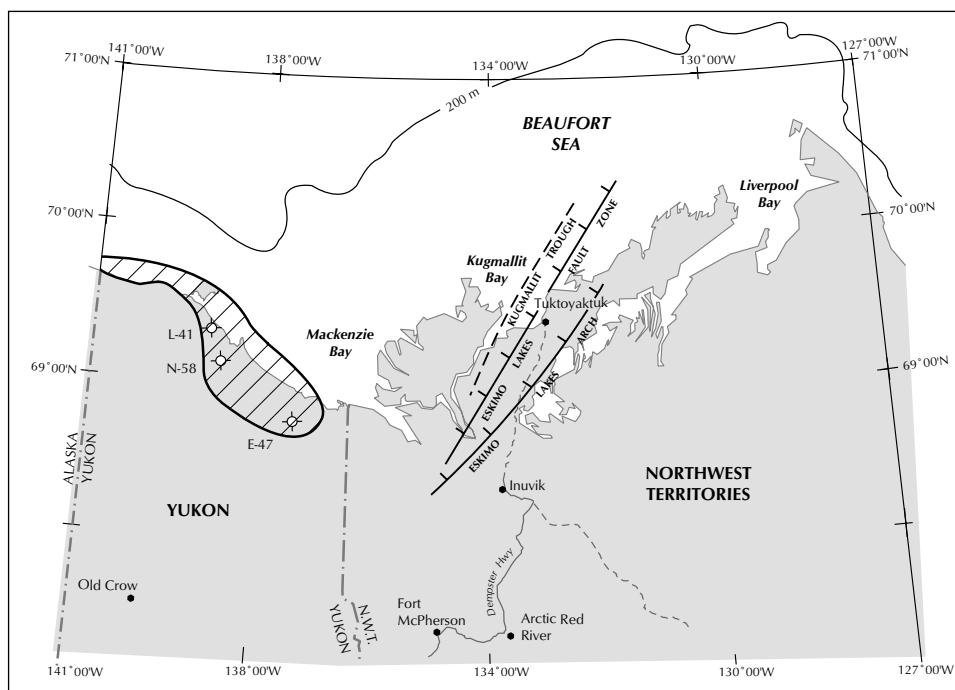 141°00'W
71°00'N
138°00'W
134°00'W
130°00'W
127°00'W
71°00'N
200 m
BEAUFORT
SEA
Liverpool
Bay
70°00'N
70°00'N
Kugmallit
Bay
KUGMALLIT TROUGH
ESKIMO LAKES FAULT ZONE
Tuktoyaktuk
ESKIMO LAKES ARCH
Mackenzie
Bay
L-41
N-58
E-47
69°00'N
69°00'N
ALASKA
YUKON
YUKON
NORTHWEST
TERRITORIES
Inuvik
Old Crow
Dempster Hwy
Fort
McPherson
Arctic Red
River
YUKON
N.W.T.
141°00'W
138°00'W
134°00'W
130°00'W
127°00'W